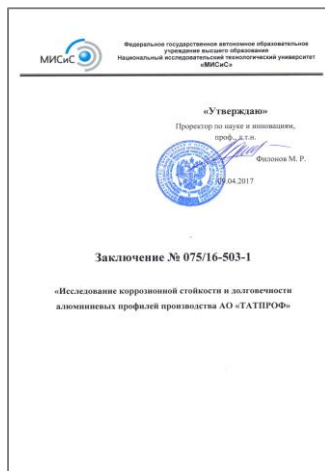 МИСиС
Федеральное государственное автономное образовательное
учреждение высшего образования
Национальный исследовательский технологический университет
«МИСиС»
«Утверждаю»
Проректор по науке и инновациям,
проф., д.т.н.
Филонов М. Р.
.04.2017
Заключение № 075/16-503-1
«Исследование коррозионной стойкости и долговечности
алюминиевых профилей производства АО «ТАТПРОФ»